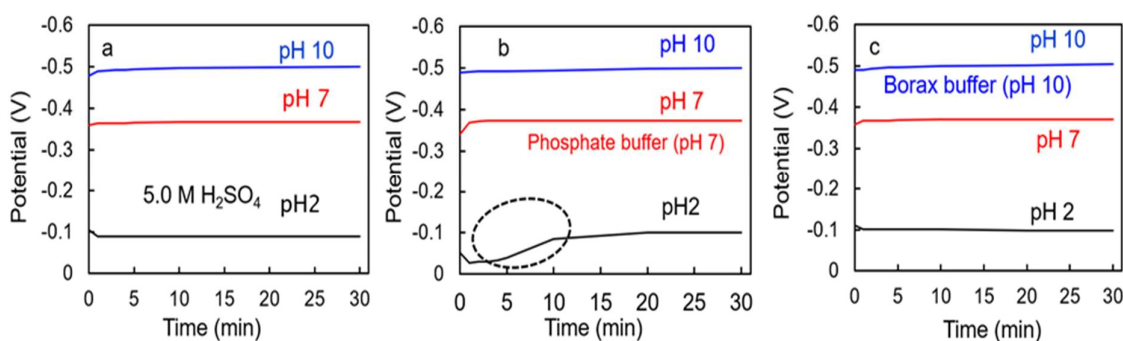 a
pH 10
pH 7
5.0 M H₂SO₄ pH2
-0.6
-0.5
-0.4
-0.3
-0.2
-0.1
0
0 5 10 15 20 25 30
Potential (V)
Time (min)
b
pH 10
pH 7
Phosphate buffer (pH 7)
pH2
-0.6
-0.5
-0.4
-0.3
-0.2
-0.1
0
0 5 10 15 20 25 30
Potential (V)
Time (min)
c
pH 10
Borax buffer (pH 10)
pH 7
pH 2
-0.6
-0.5
-0.4
-0.3
-0.2
-0.1
0
0 5 10 15 20 25 30
Potential (V)
Time (min)